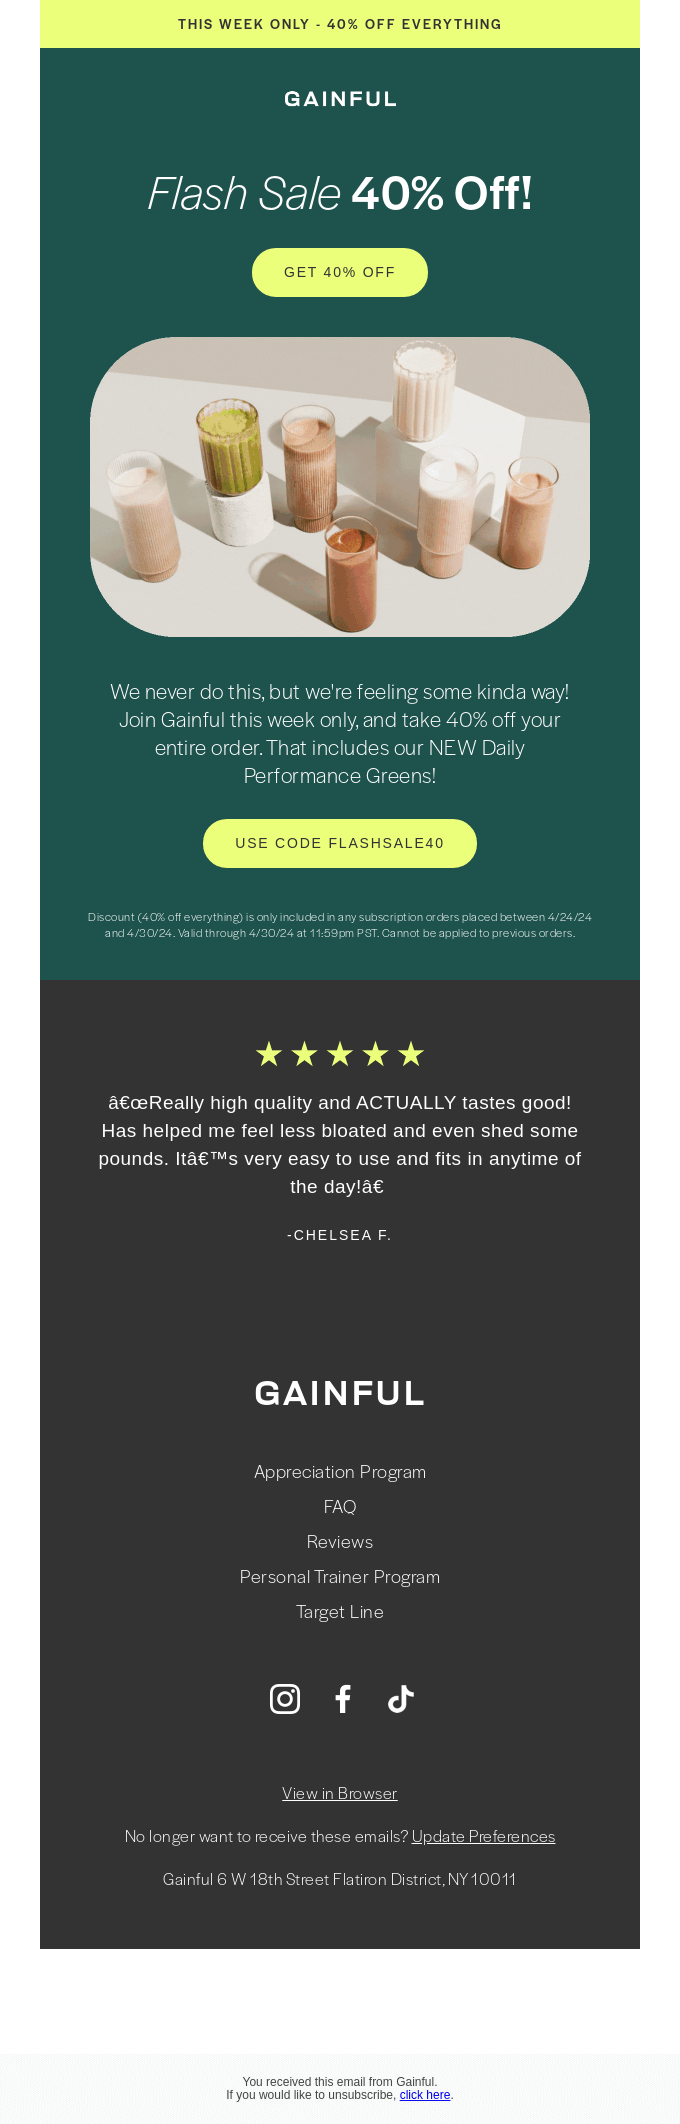 THIS WEEK ONLY - 40% OFF EVERYTHING
GAINFUL
Flash Sale 40% Off!
GET 40% OFF
We never do this, but we're feeling some kinda way!
Join Gainful this week only, and take 40% off your
entire order. That includes our NEW Daily
Performance Greens!
USE CODE FLASHSALE40
Discount (40% off everything) is only included in any subscription orders placed between 4/24/24
and 4/30/24. Valid through 4/30/24 at 11:59pm PST. Cannot be applied to previous orders.
★ ★ ★ ★ ★
â€œReally high quality and ACTUALLY tastes good!
Has helped me feel less bloated and even shed some
pounds. Itâ€™s very easy to use and fits in anytime of
the day!â€
-CHELSEA F.
GAINFUL
Appreciation Program
FAQ
Reviews
Personal Trainer Program
Target Line
View in Browser
No longer want to receive these emails? Update Preferences
Gainful 6 W 18th Street Flatiron District, NY 10011
You received this email from Gainful.
If you would like to unsubscribe, click here.